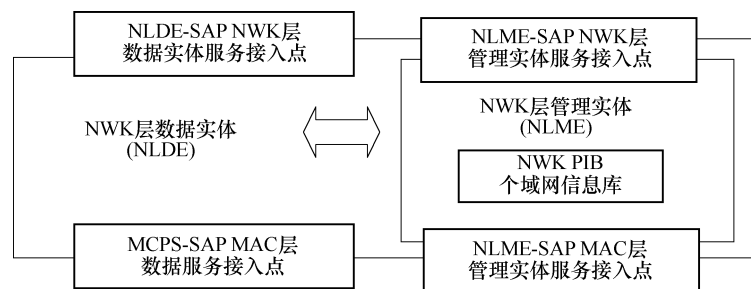 NLDE-SAP NWK层
数据实体服务接入点
NLME-SAP NWK层
管理实体服务接入点
NWK层数据实体
(NLDE)
NWK层管理实体
(NLME)
NWK PIB
个域网信息库
MCPS-SAP MAC层
数据服务接入点
NLME-SAP MAC层
管理实体服务接入点